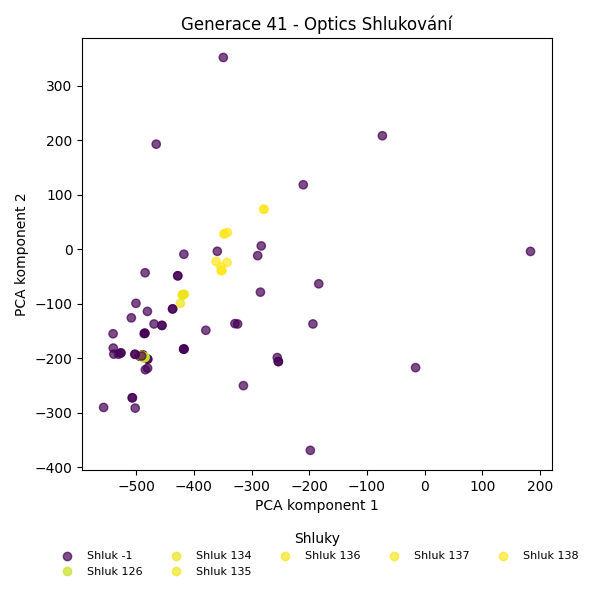 Generace 41 - Optics Shlukování
PCA komponent 2
300
200
100
0
−100
−200
−300
−400
−500 −400 −300 −200 −100 0 100 200
PCA komponent 1
Shluky
Shluk -1 Shluk 134 Shluk 136 Shluk 137 Shluk 138
Shluk 126 Shluk 135